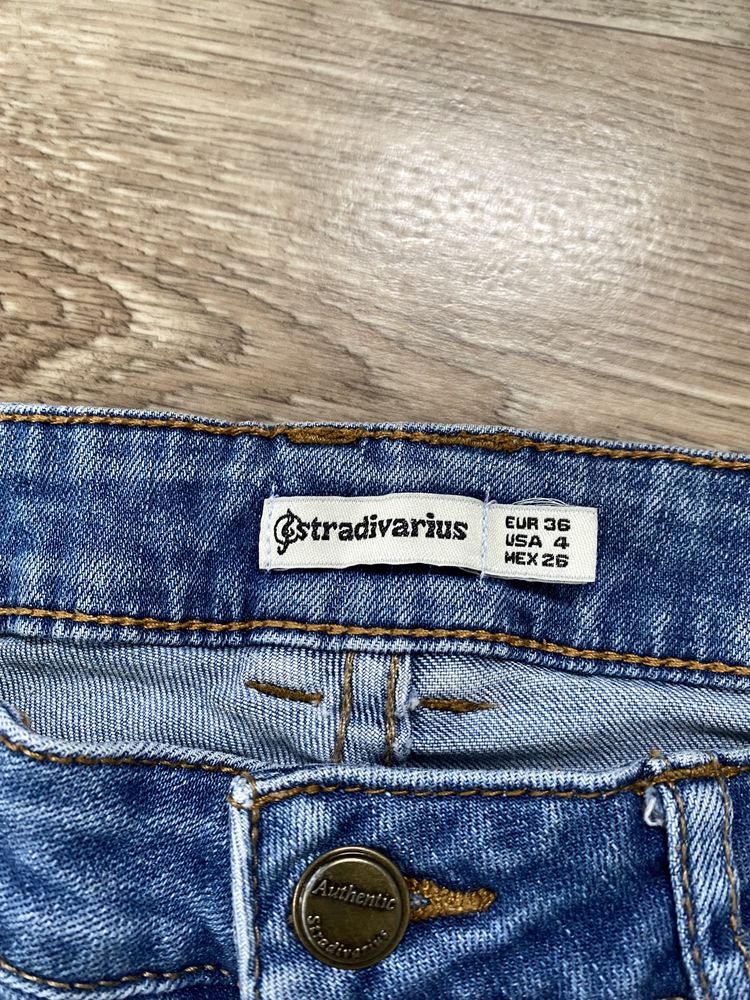 stradivarius
EUR 36
USA 4
MEX 26
Authentic
Stradivarius